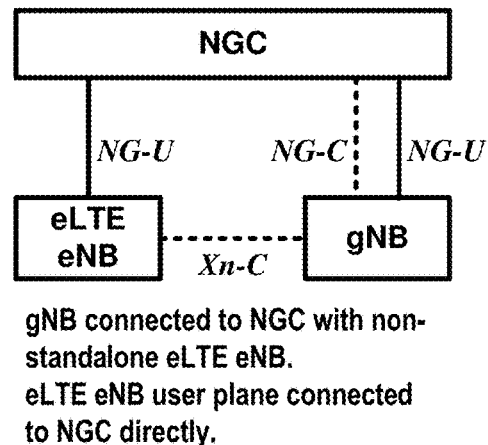 NGC
NG-U
NG-C
NG-U
eLTE
eNB
gNB
Xn-C
gNB connected to NGC with non-
standalone eLTE eNB.
eLTE eNB user plane connected
to NGC directly.